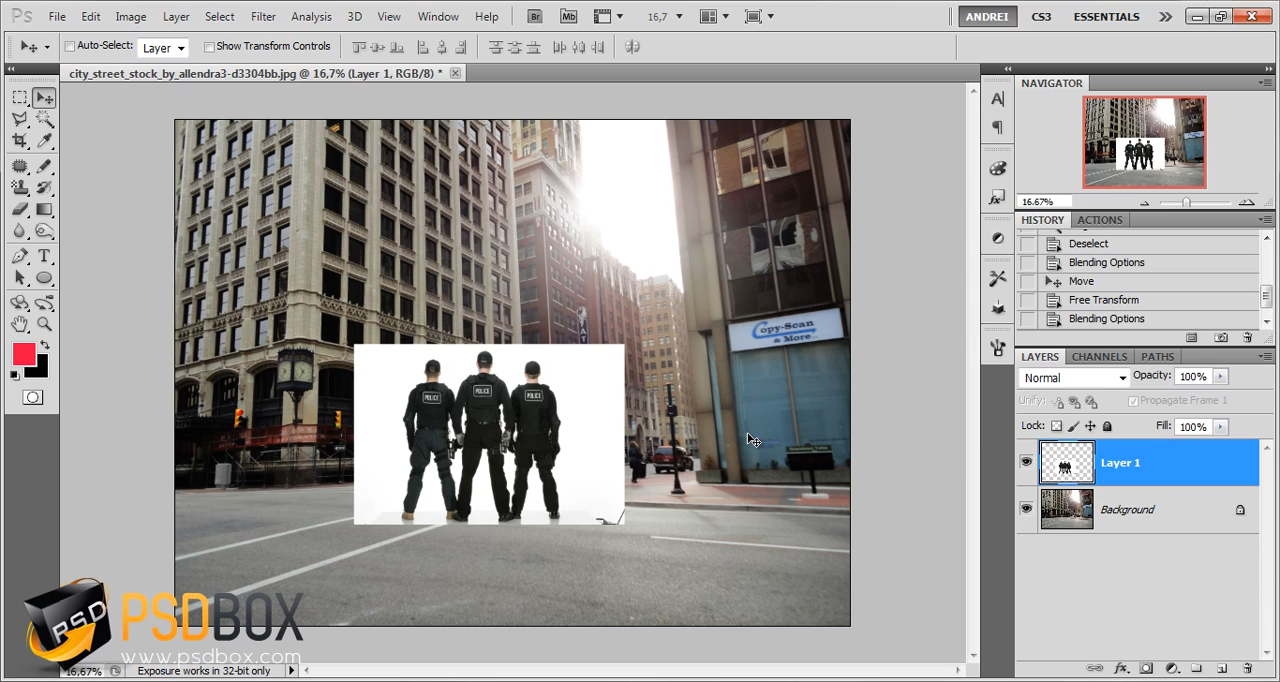 Ps File Edit Image Layer Select Filter Analysis 3D View Window Help Br Mb 16,7 ANDREI CS3 ESSENTIALS
Auto-Select: Layer Show Transform Controls
city_street_stock_by_allendra3-d3304bb.jpg @ 16,7% (Layer 1, RGB/8) *
NAVIGATOR
16.67%
HISTORY ACTIONS
Deselect
Blending Options
Move
Free Transform
Blending Options
LAYERS CHANNELS PATHS
Normal Opacity: 100%
Unify: Propagate Frame 1
Lock: Fill: 100%
Layer 1
Background
Copy-Scan
& More
POLICE
POLICE
POLICE
PSD
PSDBOX
www.psdbox.com
16.67% Exposure works in 32-bit only